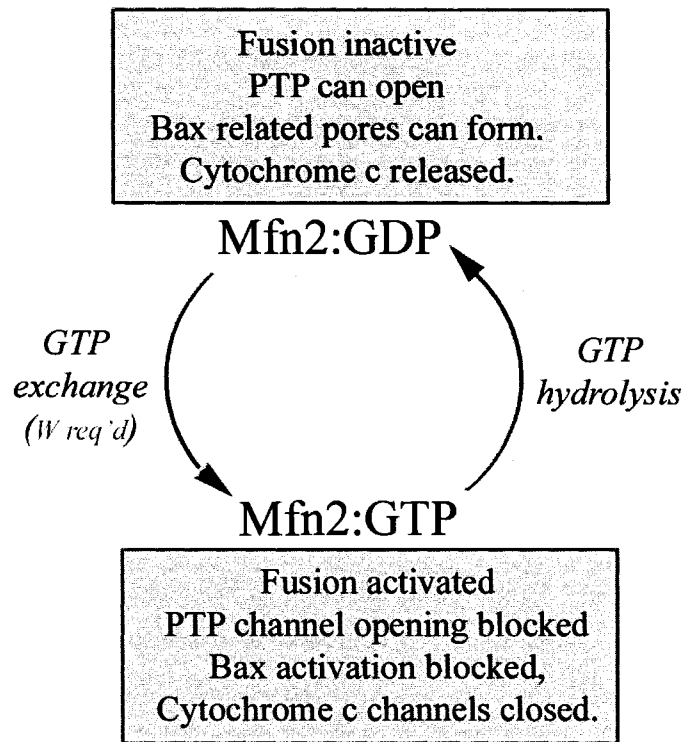 Fusion inactive
PTP can open
Bax related pores can form.
Cytochrome c released.
Mfn2:GDP
GTP
exchange
(W req'd)
GTP
hydrolysis
Mfn2:GTP
Fusion activated
PTP channel opening blocked
Bax activation blocked,
Cytochrome c channels closed.